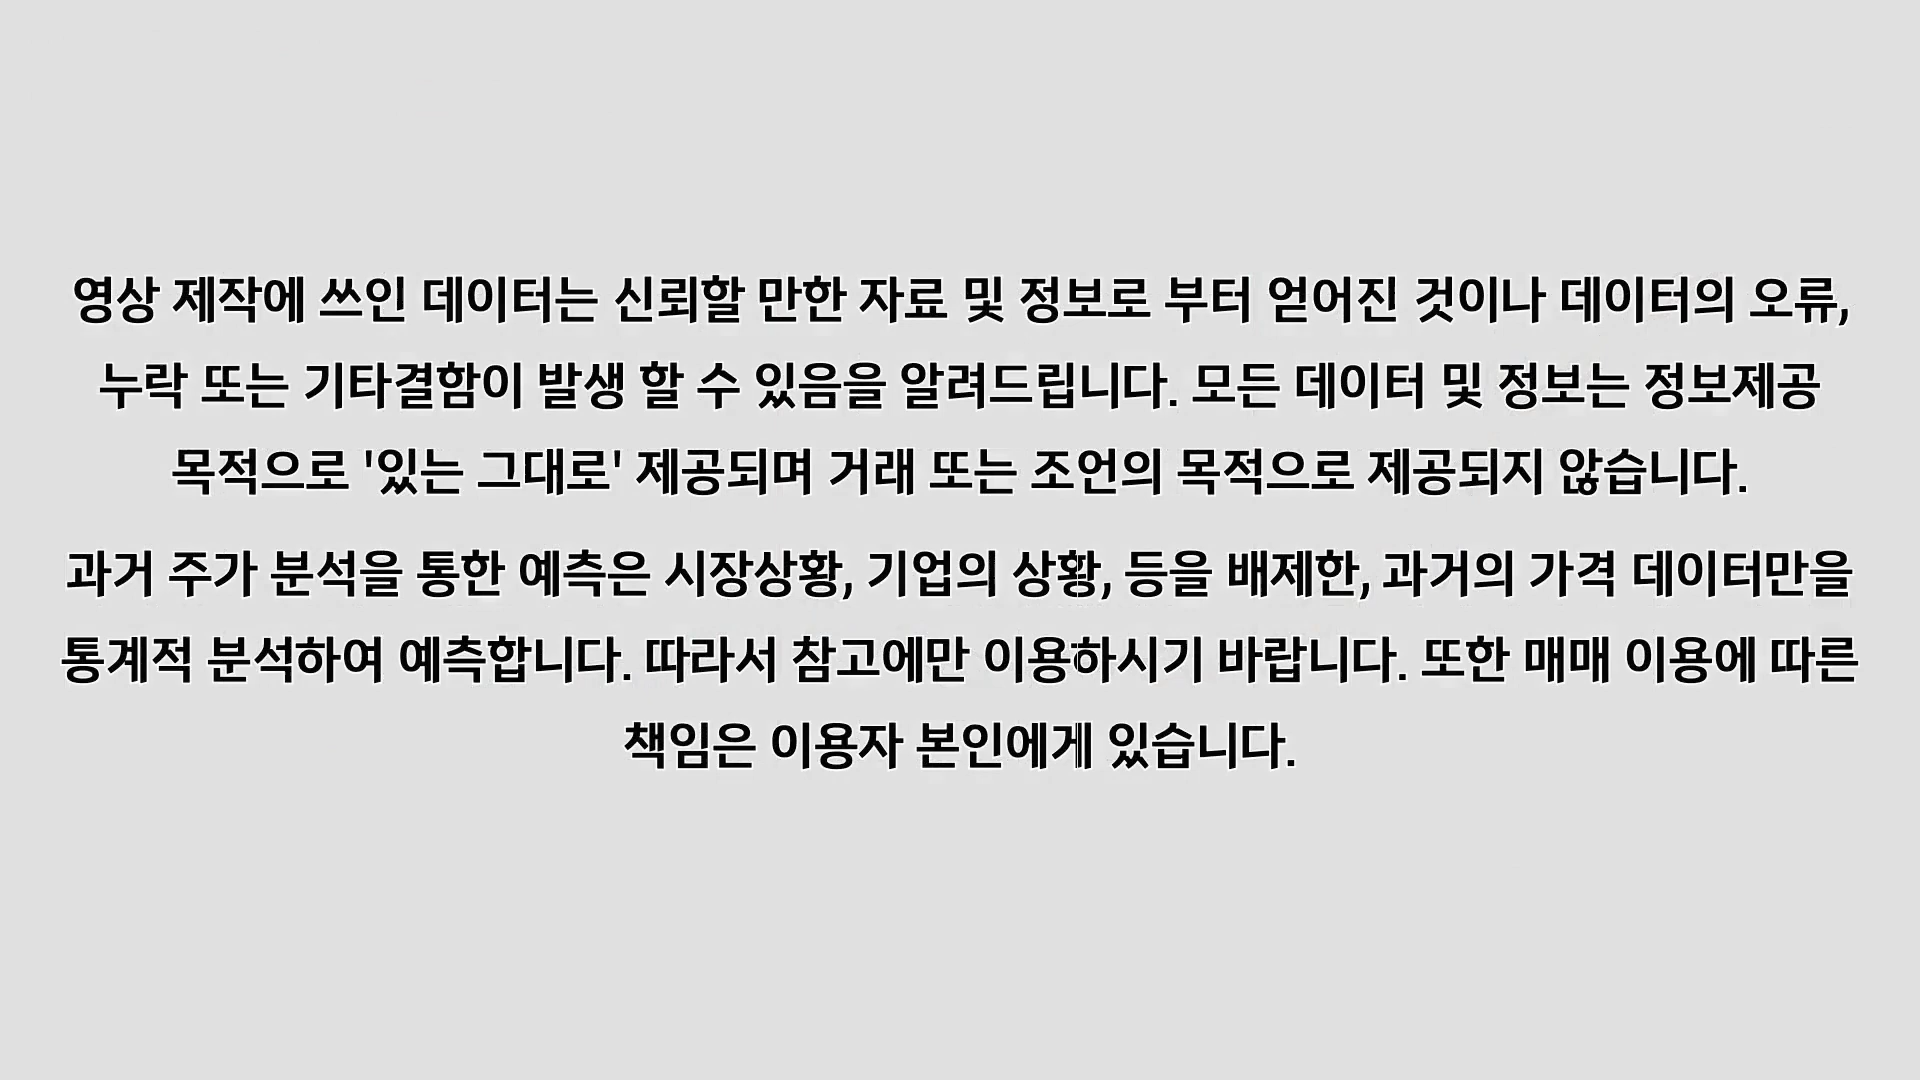 영상 제작에 쓰인 데이터는 신뢰할 만한 자료 및 정보로 부터 얻어진 것이나 데이터의 오류,
누락 또는 기타결함이 발생 할 수 있음을 알려드립니다. 모든 데이터 및 정보는 정보제공
목적으로 '있는 그대로' 제공되며 거래 또는 조언의 목적으로 제공되지 않습니다.
과거 주가 분석을 통한 예측은 시장상황, 기업의 상황, 등을 배제한, 과거의 가격 데이터만을
통계적 분석하여 예측합니다. 따라서 참고에만 이용하시기 바랍니다. 또한 매매 이용에 따른
책임은 이용자 본인에게 있습니다.